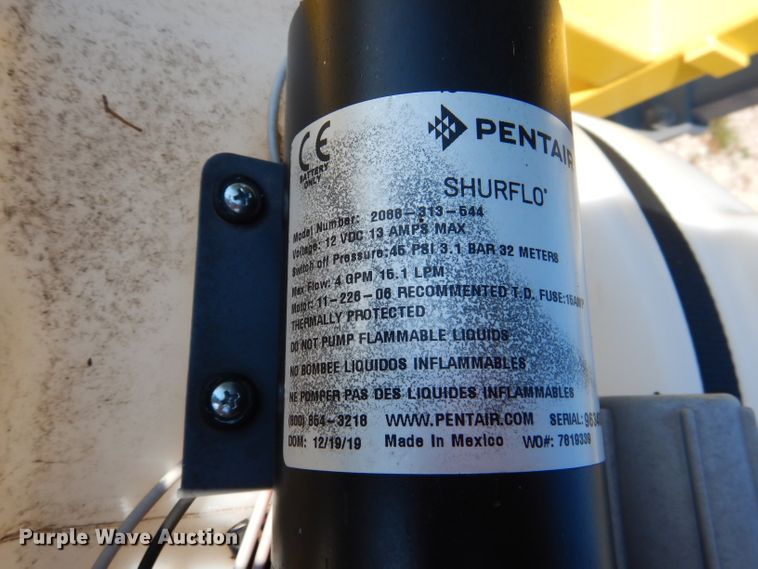 CE
BATTERY
ONLY
PENTAIR
SHURFLO®
Model Number: 2088-313-544
Voltage: 12 VDC 13 AMPS MAX
Switch off Pressure:45 PSI 3.1 BAR 32 METERS
Max Flow: 4 GPM 15.1 LPM
Motor: 11-226-06 RECOMMENTED T.D. FUSE:15AMP
THERMALLY PROTECTED
DO NOT PUMP FLAMMABLE LIQUIDS
NO BOMBEE LIQUIDOS INFLAMMABLES
NE POMPER PAS DES LIQUIDES INFLAMMABLES
(800) 854-3218 WWW.PENTAIR.COM SERIAL:
DOM: 12/19/19 Made In Mexico WO#: 7819339
Purple Wave Auction